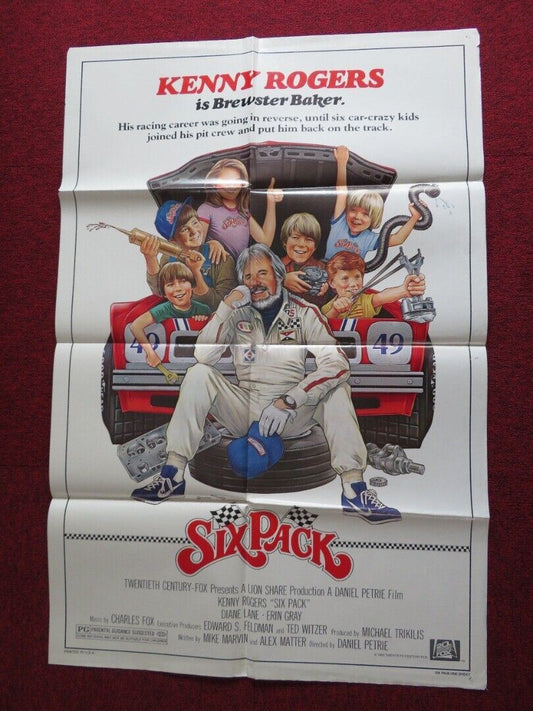 KENNY ROGERS
is Brewster Baker.
His racing career was going in reverse, until six car-crazy kids
joined his pit crew and put him back on the track.
49 49
SIX PACK
TWENTIETH CENTURY-FOX Presents A LION SHARE Production A DANIEL PETRIE Film
KENNY ROGERS "SIX PACK"
DIANE LANE · ERIN GRAY
Music by CHARLES FOX Executive Producers EDWARD S. FELDMAN and TED WITZER Produced by MICHAEL TRIKILIS
Written by MIKE MARVIN and ALEX MATTER Directed by DANIEL PETRIE
PG PARENTAL GUIDANCE SUGGESTED